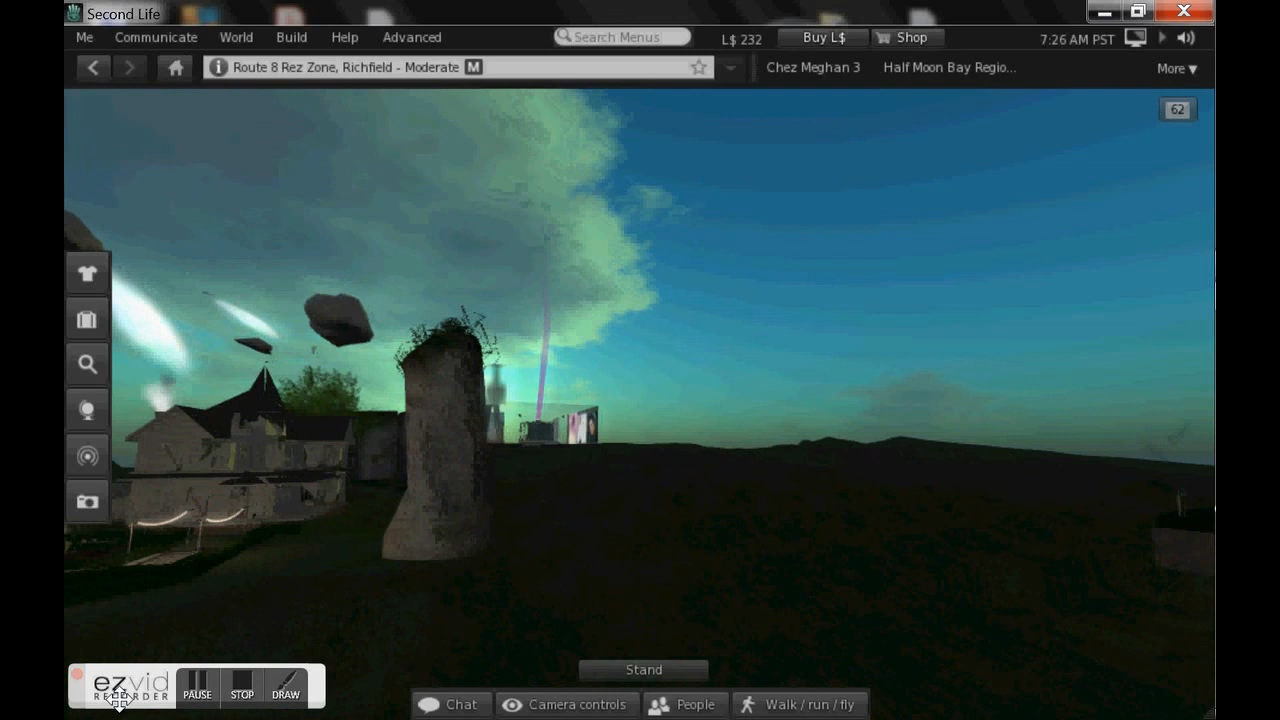 Second Life
Me Communicate World Build Help Advanced Search Menus L$ 232 Buy L$ Shop 7:26 AM PST
Route 8 Rez Zone, Richfield - Moderate M Chez Meghan 3 Half Moon Bay Regio... More
62
Stand
ezvid
RECORDER PAUSE STOP DRAW
Chat Camera controls People Walk / run / fly